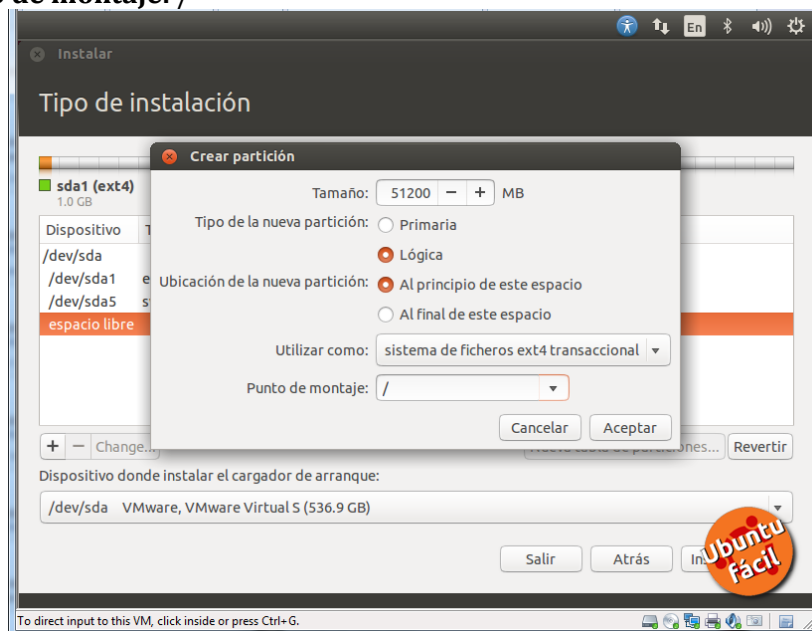 de montaje: /
En
Instalar
Tipo de instalación
Crear partición
sda1 (ext4)
1.0 GB
Tamaño: 51200 − + MB
Tipo de la nueva partición: Primaria
Lógica
Ubicación de la nueva partición: Al principio de este espacio
Al final de este espacio
Utilizar como: sistema de ficheros ext4 transaccional
Punto de montaje: /
Cancelar Aceptar
Dispositivo
/dev/sda
/dev/sda1
/dev/sda5
espacio libre
+ − Change... Revertir
Dispositivo donde instalar el cargador de arranque:
/dev/sda VMware, VMware Virtual S (536.9 GB)
Salir Atrás
Ubuntu
Fácil
To direct input to this VM, click inside or press Ctrl+G.